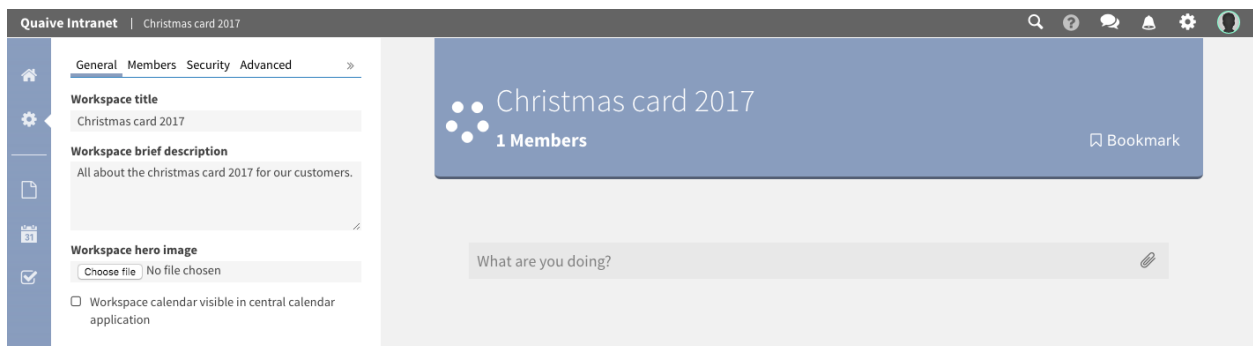 Quaive Intranet | Christmas card 2017
General Members Security Advanced »
Workspace title
Christmas card 2017
Workspace brief description
All about the christmas card 2017 for our customers.
Workspace hero image
Choose file No file chosen
Workspace calendar visible in central calendar
application
31
Christmas card 2017
1 Members
Bookmark
What are you doing?